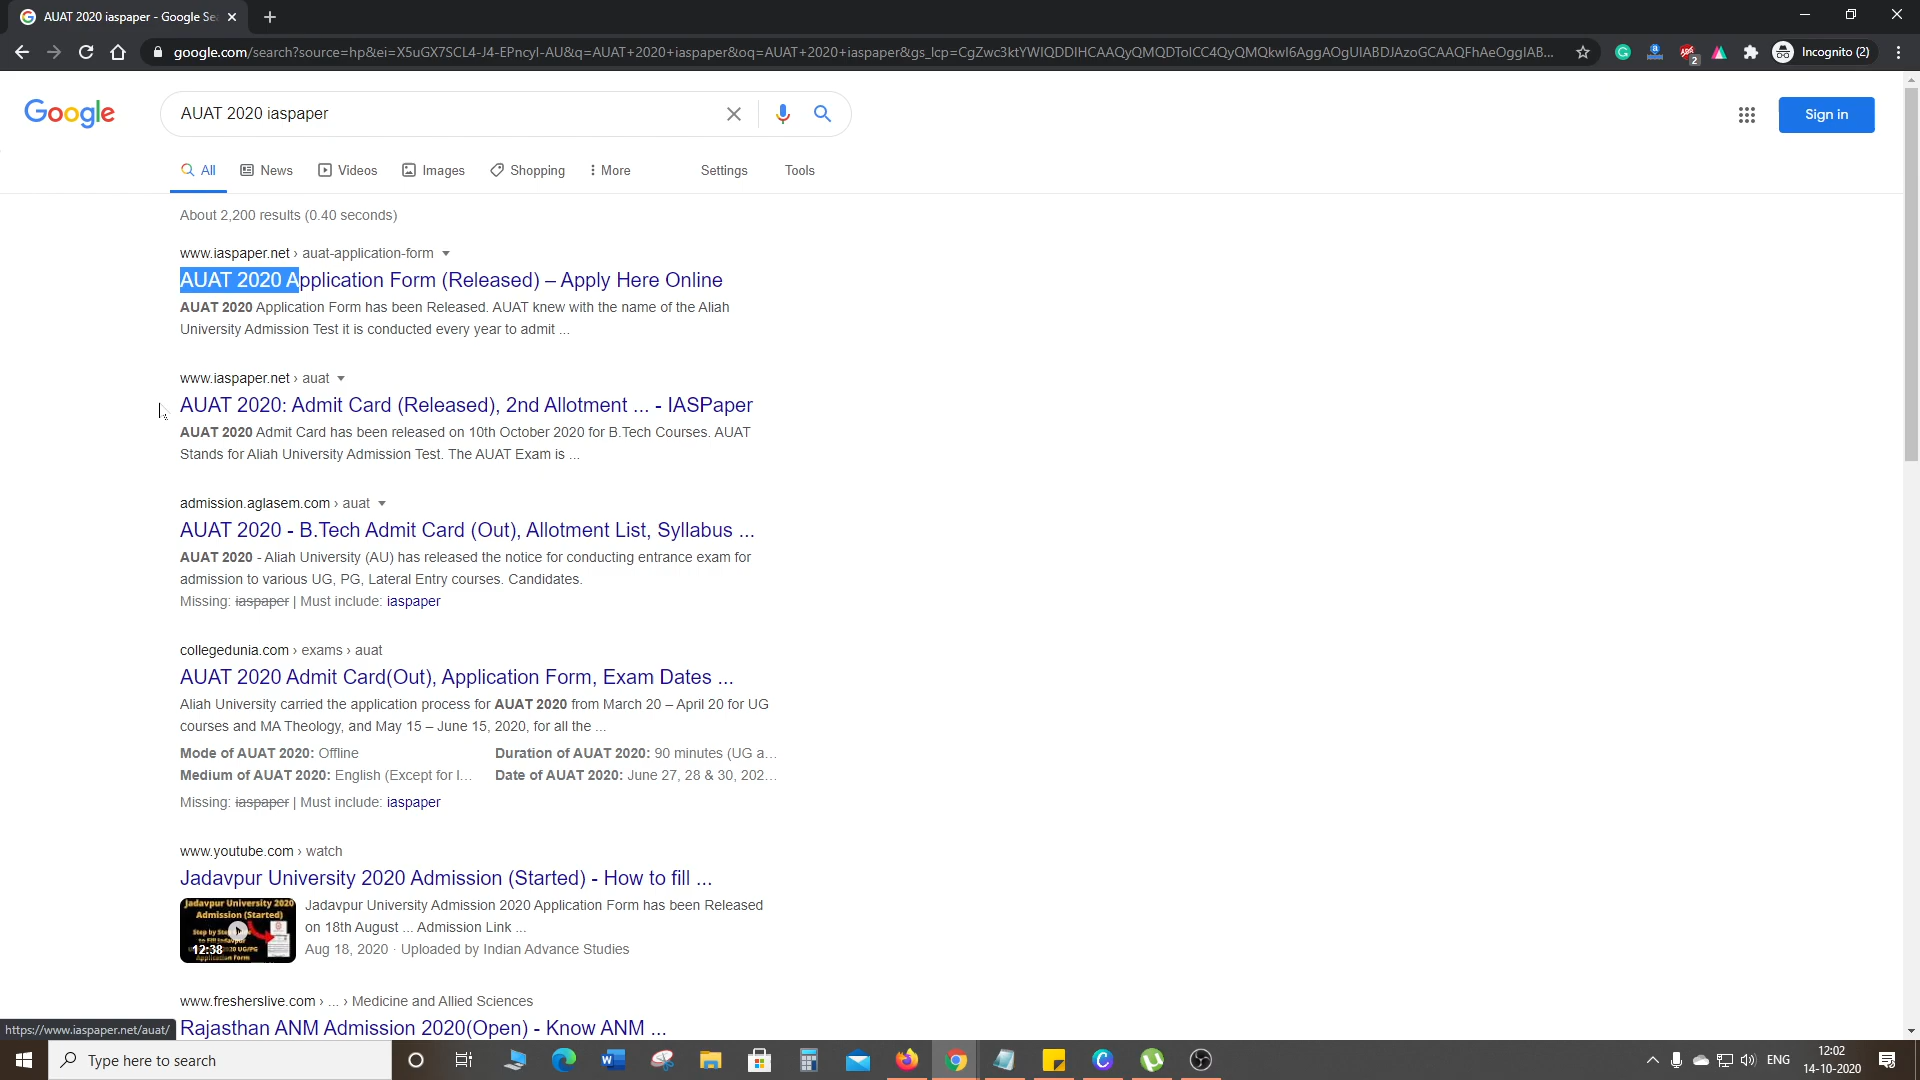 AUAT 2020 iaspaper - Google Se
google.com/search?source=hp&ei=X5uGX7SCL4-J4-EPncyI-AU&q=AUAT+2020+iaspaper&oq=AUAT+2020+iaspaper&gs_lcp=CgZwc3ktYWIQDDIHCAAQyQMQDToICC4QyQMQkwI6AggAOgUIABDJAzoGCAAQFhAeOggIAB...
2
Incognito (2)
Google
AUAT 2020 iaspaper
Sign in
All News Videos Images Shopping More Settings Tools
About 2,200 results (0.40 seconds)
www.iaspaper.net › auat-application-form
AUAT 2020 Application Form (Released) – Apply Here Online
AUAT 2020 Application Form has been Released. AUAT knew with the name of the Aliah
University Admission Test it is conducted every year to admit ...
www.iaspaper.net › auat
AUAT 2020: Admit Card (Released), 2nd Allotment ... - IASPaper
AUAT 2020 Admit Card has been released on 10th October 2020 for B.Tech Courses. AUAT
Stands for Aliah University Admission Test. The AUAT Exam is ...
admission.aglasem.com › auat
AUAT 2020 - B.Tech Admit Card (Out), Allotment List, Syllabus ...
AUAT 2020 - Aliah University (AU) has released the notice for conducting entrance exam for
admission to various UG, PG, Lateral Entry courses. Candidates.
Missing: iaspaper | Must include: iaspaper
collegedunia.com › exams › auat
AUAT 2020 Admit Card(Out), Application Form, Exam Dates ...
Aliah University carried the application process for AUAT 2020 from March 20 – April 20 for UG
courses and MA Theology, and May 15 – June 15, 2020, for all the ...
Mode of AUAT 2020: Offline Duration of AUAT 2020: 90 minutes (UG a...
Medium of AUAT 2020: English (Except for I... Date of AUAT 2020: June 27, 28 & 30, 202...
Missing: iaspaper | Must include: iaspaper
www.youtube.com › watch
Jadavpur University 2020 Admission (Started) - How to fill ...
Jadavpur University 2020
Admission (Started)
12:38
Application Form
Jadavpur University Admission 2020 Application Form has been Released
on 18th August ... Admission Link ...
Aug 18, 2020 · Uploaded by Indian Advance Studies
www.fresherslive.com › ... › Medicine and Allied Sciences
Rajasthan ANM Admission 2020(Open) - Know ANM ...
https://www.iaspaper.net/auat/
Type here to search
ENG
12:02
14-10-2020